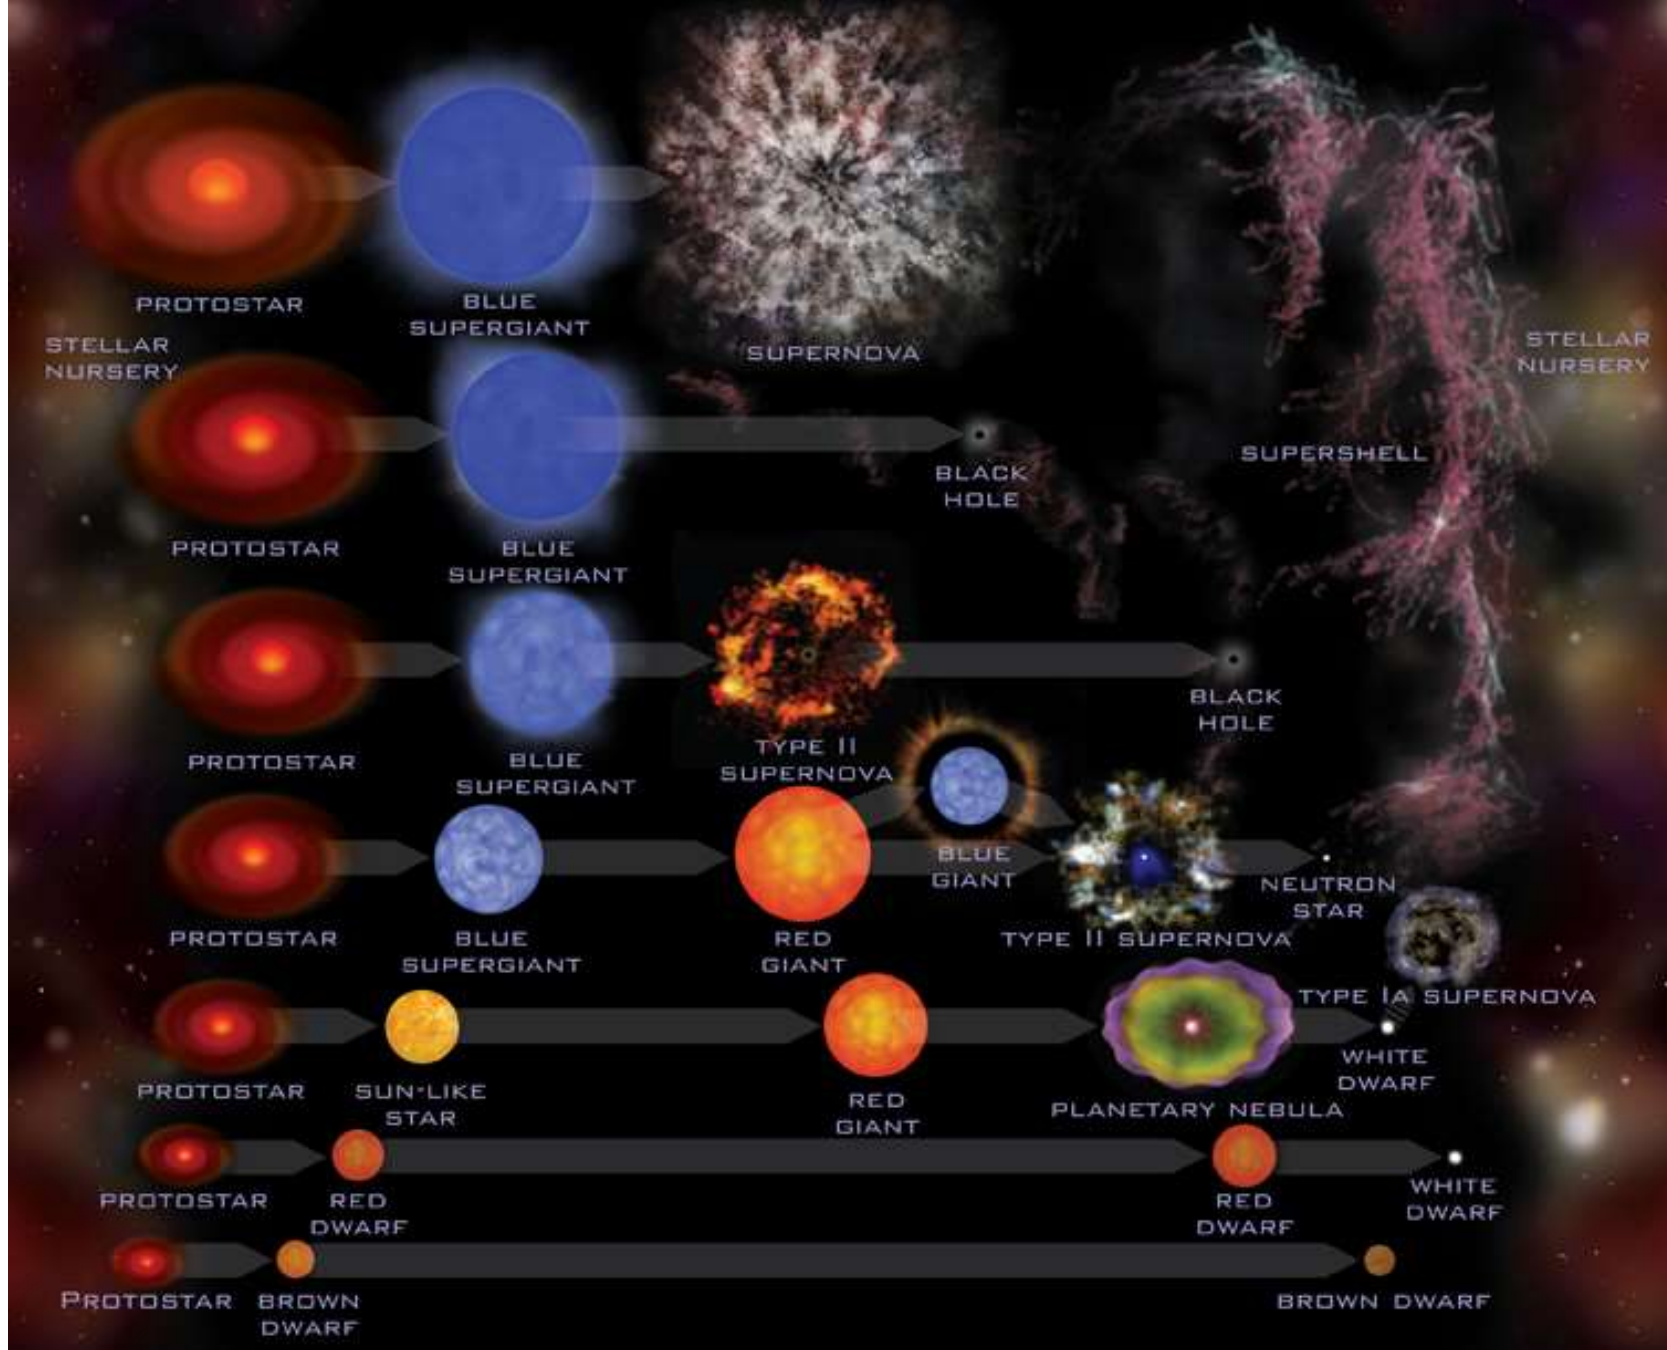 PROTOSTAR
BLUE
SUPERGIANT
SUPERNOVA
STELLAR
NURSERY
STELLAR
NURSERY
SUPERSHELL
PROTOSTAR
BLUE
SUPERGIANT
BLACK
HOLE
PROTOSTAR
BLUE
SUPERGIANT
TYPE II
SUPERNOVA
BLACK
HOLE
PROTOSTAR
BLUE
SUPERGIANT
RED
GIANT
BLUE
GIANT
TYPE II SUPERNOVA
NEUTRON
STAR
PROTOSTAR
SUN-LIKE
STAR
RED
GIANT
PLANETARY NEBULA
TYPE IA SUPERNOVA
WHITE
DWARF
PROTOSTAR
RED
DWARF
RED
DWARF
WHITE
DWARF
PROTOSTAR
BROWN
DWARF
BROWN DWARF